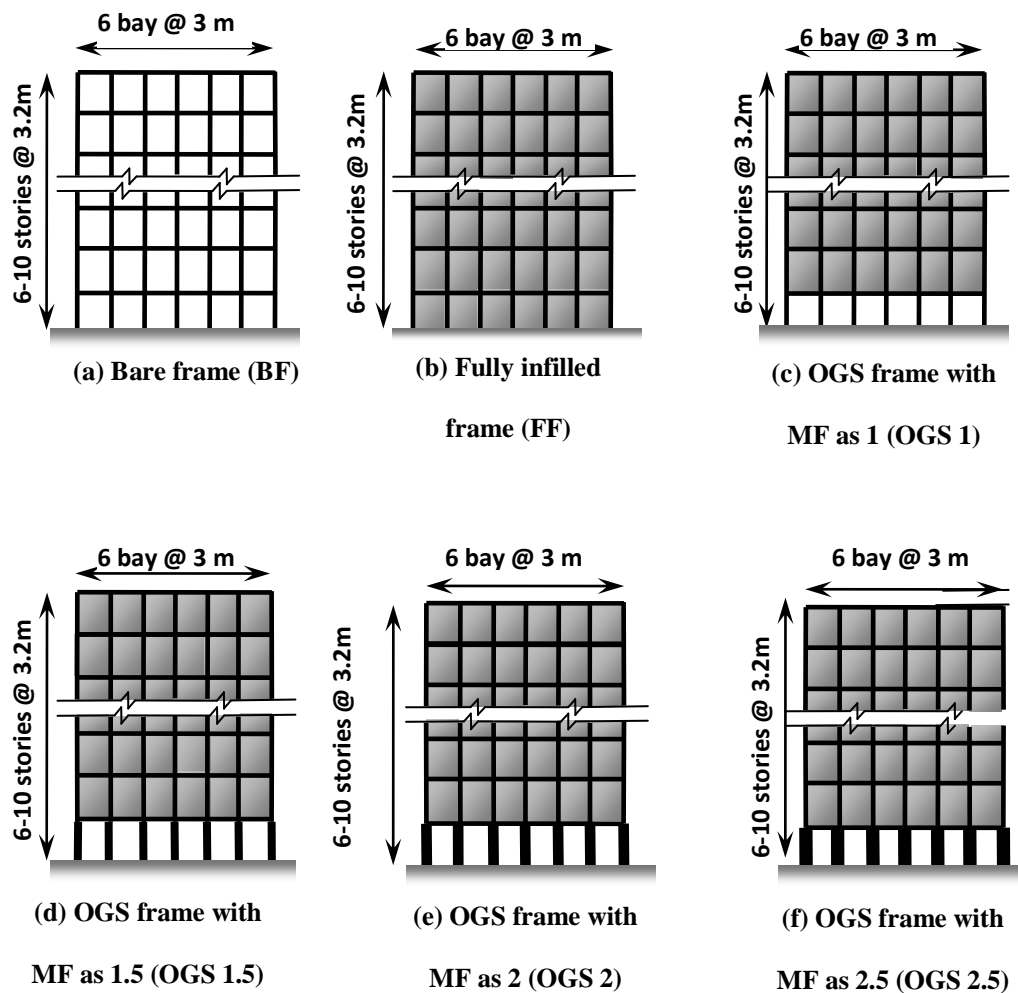 6 bay @ 3 m
6-10 stories @ 3.2m
(a) Bare frame (BF)
6 bay @ 3 m
6-10 stories @ 3.2m
(b) Fully infilled
frame (FF)
6 bay @ 3 m
6-10 stories @ 3.2m
(c) OGS frame with
MF as 1 (OGS 1)
6 bay @ 3 m
6-10 stories @ 3.2m
(d) OGS frame with
MF as 1.5 (OGS 1.5)
6 bay @ 3 m
6-10 stories @ 3.2m
(e) OGS frame with
MF as 2 (OGS 2)
6 bay @ 3 m
6-10 stories @ 3.2m
(f) OGS frame with
MF as 2.5 (OGS 2.5)